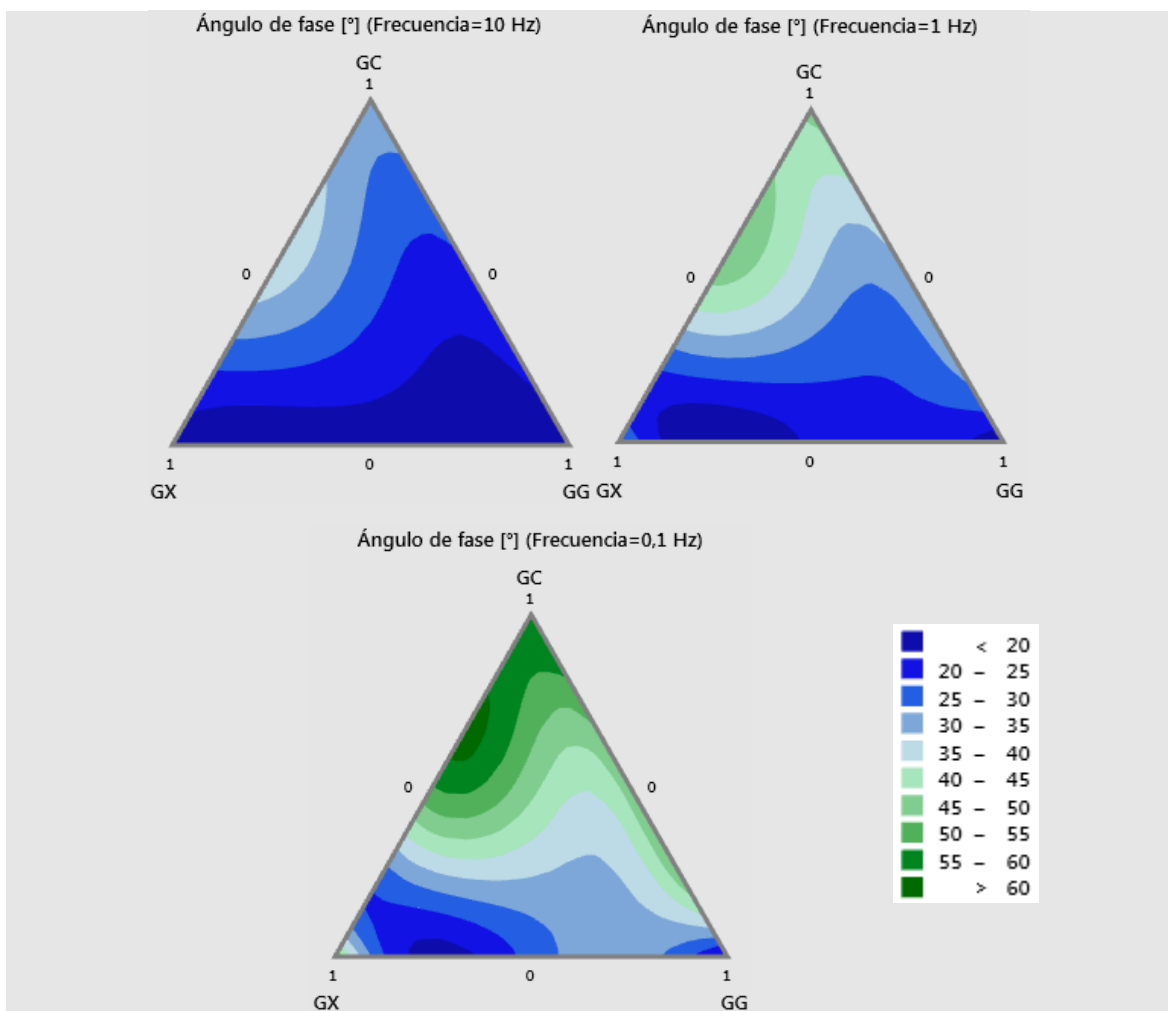 Ángulo de fase [°] (Frecuencia=10 Hz)
GC
1
0
0
1
0
1
GX
GG
Ángulo de fase [°] (Frecuencia=1 Hz)
GC
1
0
0
1
0
1
GX
GG
Ángulo de fase [°] (Frecuencia=0,1 Hz)
GC
1
0
0
1
0
1
GX
GG
< 20
20 – 25
25 – 30
30 – 35
35 – 40
40 – 45
45 – 50
50 – 55
55 – 60
> 60